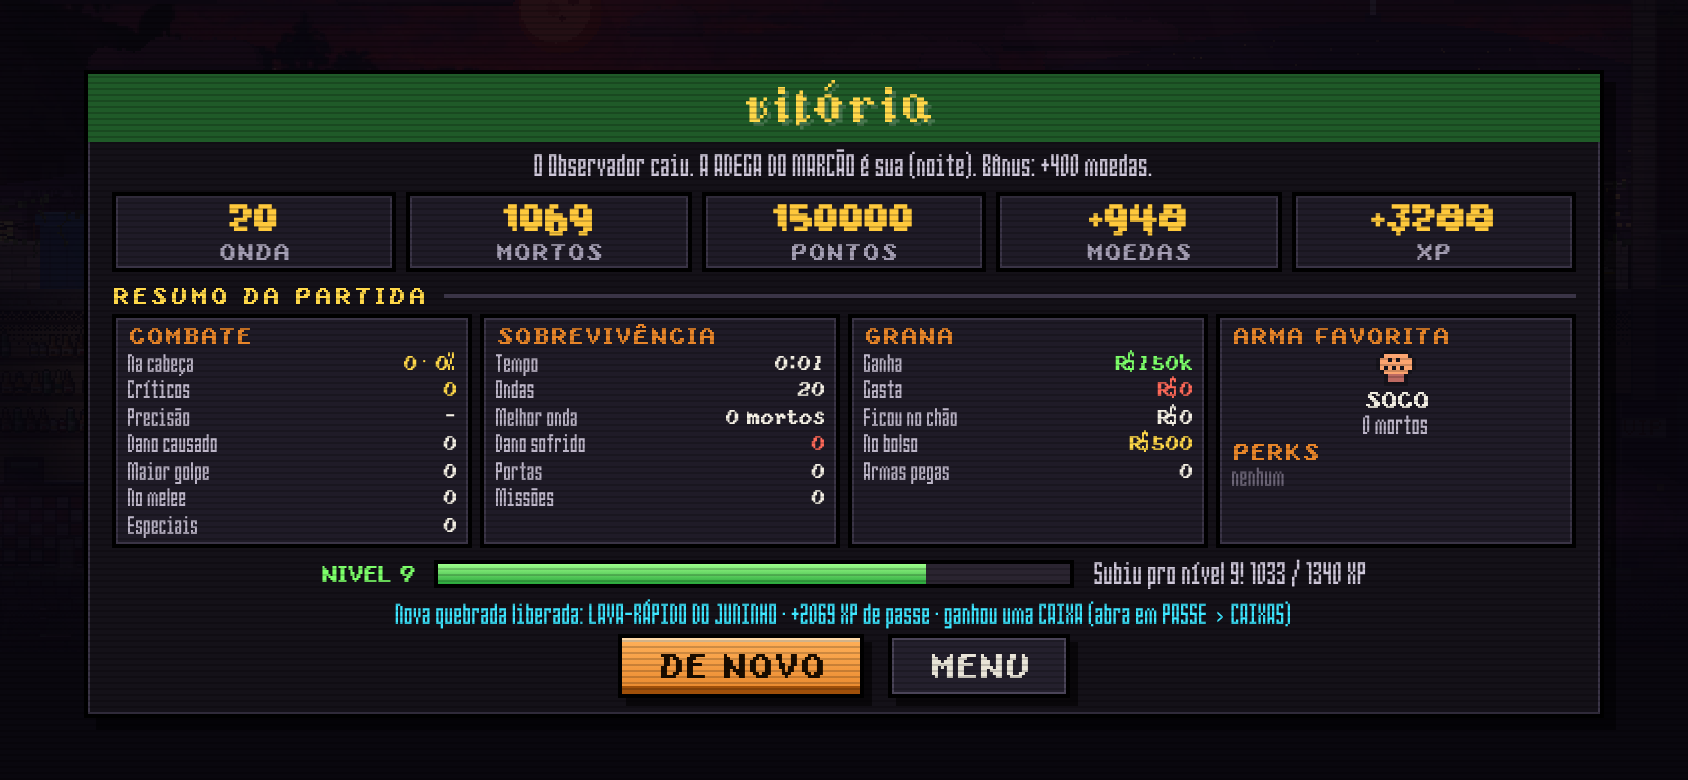 vitória
O Observador caiu. A ADEGA DO MARCÃO é sua (noite). Bônus: +400 moedas.
20
ONDA
1069
MORTOS
150000
PONTOS
+948
MOEDAS
+3288
XP
RESUMO DA PARTIDA
COMBATE
Na cabeça 0 · 0%
Críticos 0
Precisão -
Dano causado 0
Maior golpe 0
No melee 0
Especiais 0
SOBREVIVÊNCIA
Tempo 0:01
Ondas 20
Melhor onda 0 mortos
Dano sofrido 0
Portas 0
Missões 0
GRANA
Ganha R$150k
Gasta R$0
Ficou no chão R$0
No bolso R$500
Armas pegas 0
ARMA FAVORITA
SOCO
0 mortos
PERKS
nenhum
NIVEL 9 Subiu pro nível 9! 1033 / 1340 XP
Nova quebrada liberada: LAVA-RÁPIDO DO JUNINHO · +2069 XP de passe · ganhou uma CAIXA (abra em PASSE > CAIXAS)
DE NOVO
MENU